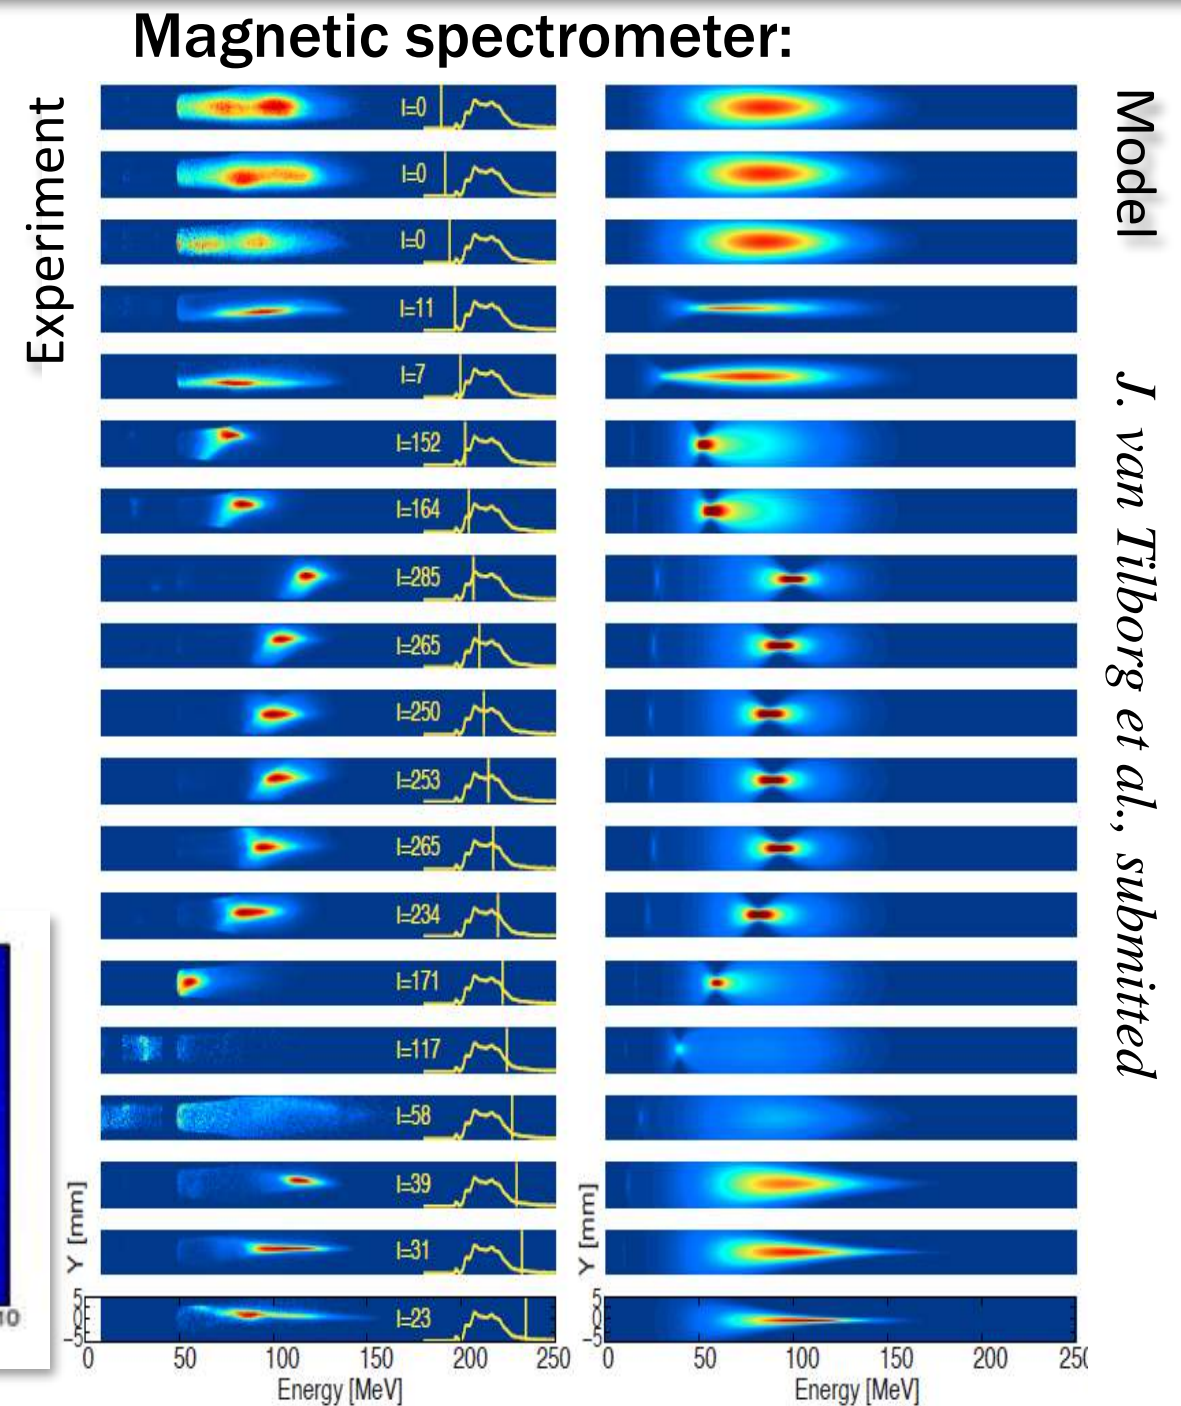 Magnetic spectrometer:
Experiment
Model
J. van Tilborg et al., submitted
I=0
I=0
I=0
I=11
I=7
I=152
I=164
I=285
I=265
I=250
I=253
I=265
I=234
I=171
I=117
I=58
I=39
I=31
I=23
Y [mm]
5
0
-5
0 50 100 150 200 250
Energy [MeV]
Y [mm]
5
0
-5
0 50 100 150 200 250
Energy [MeV]